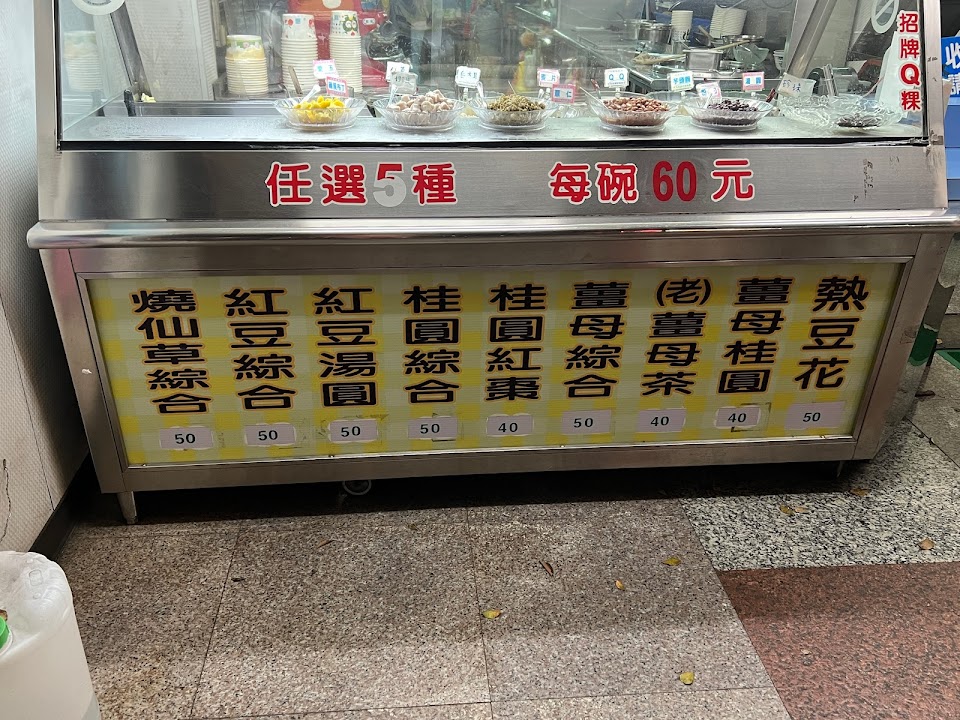 招牌Q粿
Q Q
任選5種 每碗60元
燒仙草綜合 50
紅豆綜合 50
紅豆湯圓 50
桂圓綜合 50
桂圓紅棗 40
薑母綜合 50
(老)薑母茶 40
薑母桂圓 40
熱豆花 50
收